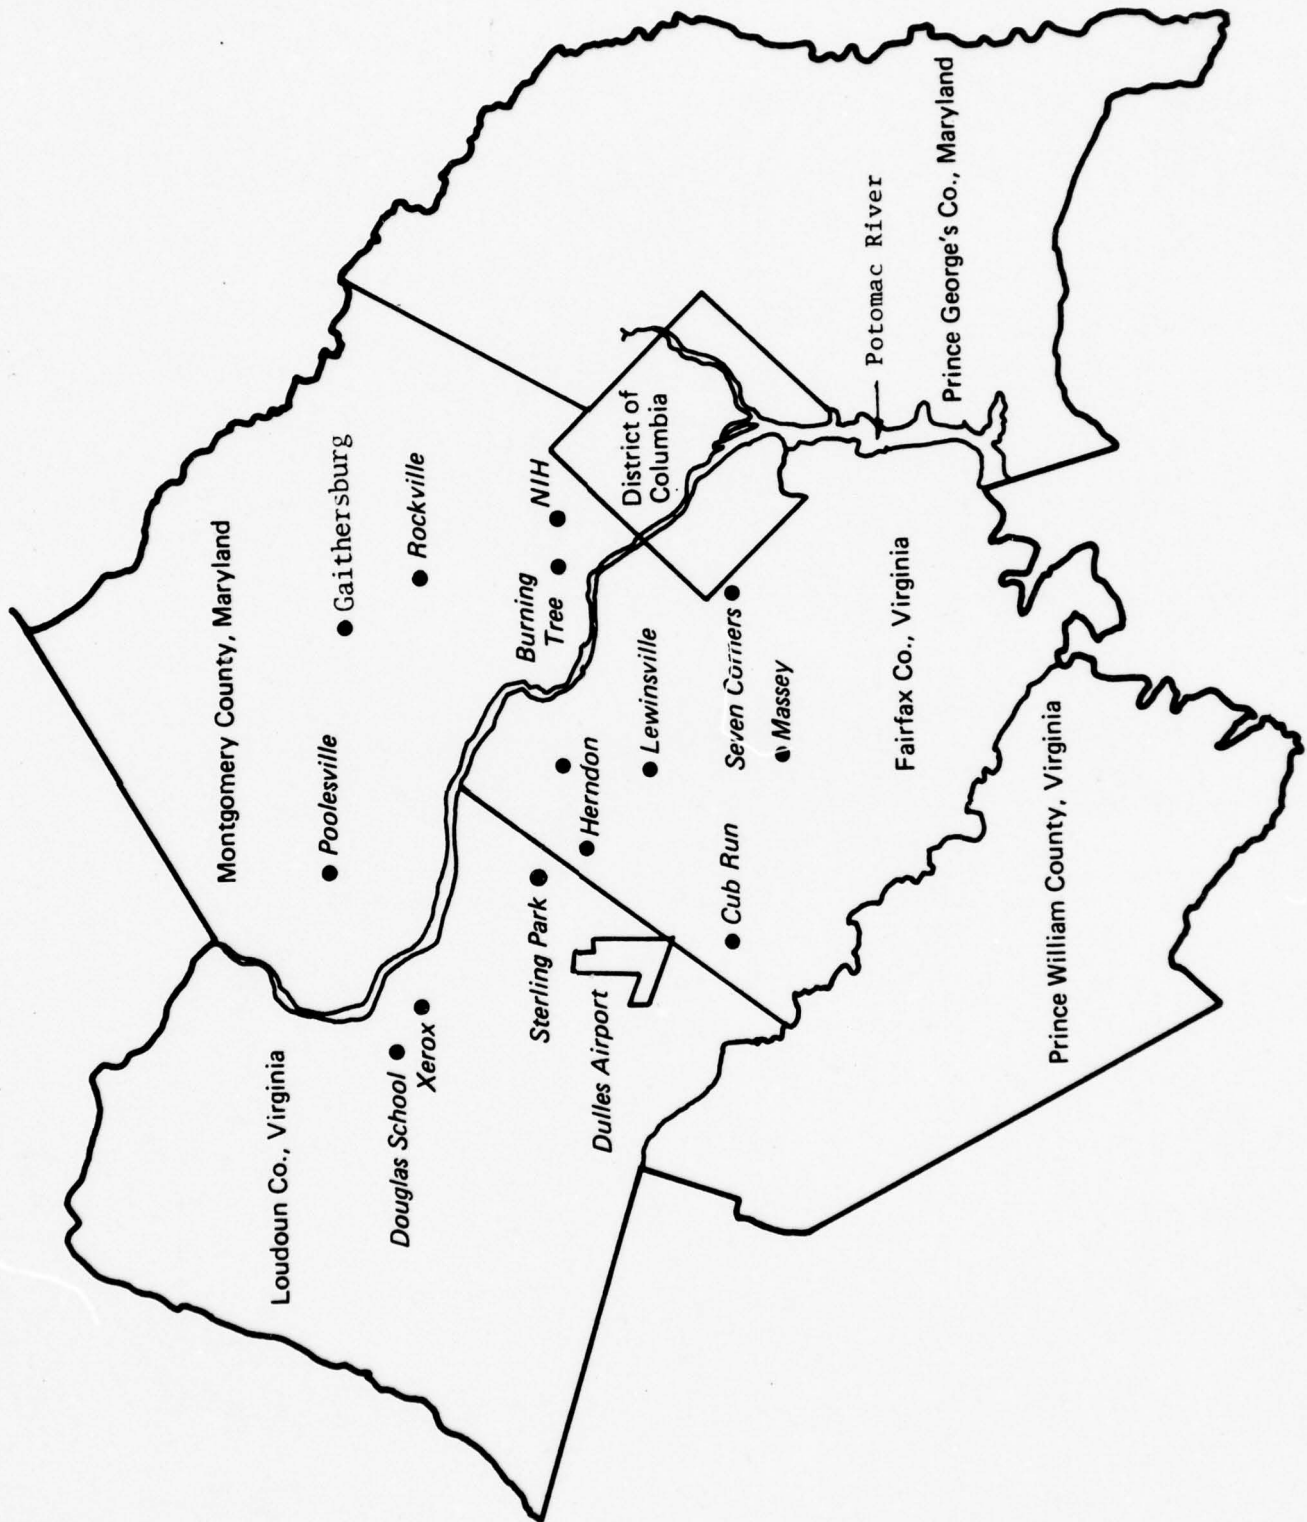 Montgomery County, Maryland
Gaithersburg
Poolesville
Rockville
Loudoun Co., Virginia
Douglas School
Xerox
Burning
Tree
NIH
Sterling Park
Herndon
Dulles Airport
District of
Columbia
Lewinsville
Seven Corners
Cub Run
Massey
Potomac River
Fairfax Co., Virginia
Prince George's Co., Maryland
Prince William County, Virginia